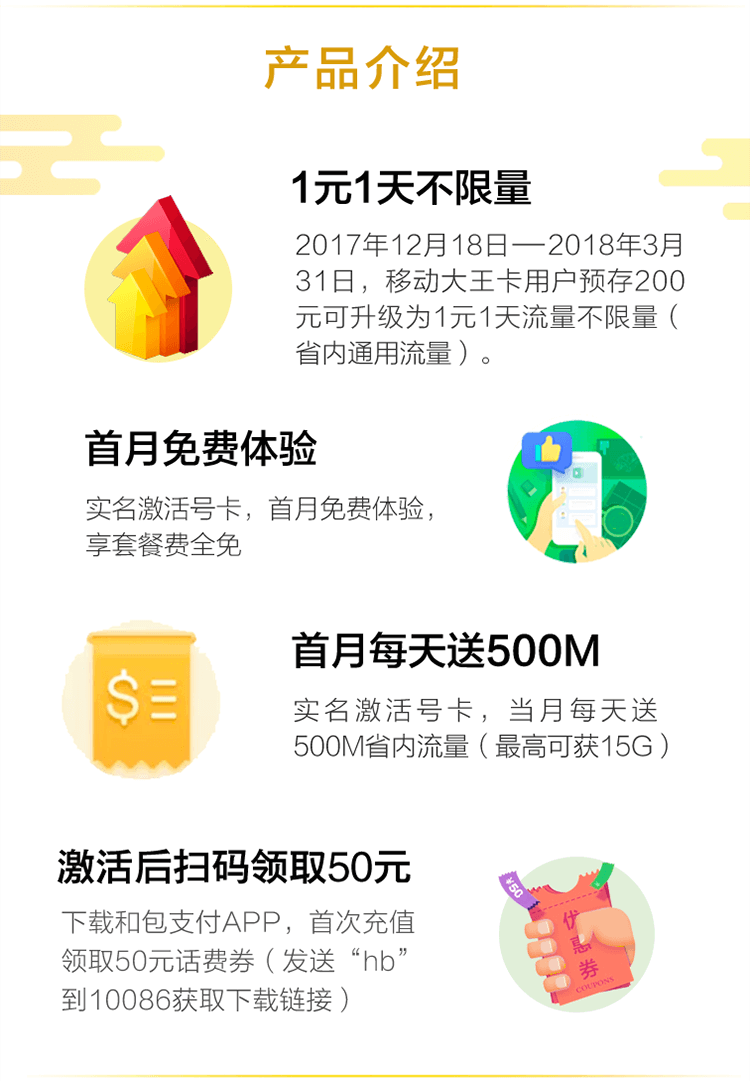 产品介绍
1元1天不限量
2017年12月18日—2018年3月
31日，移动大王卡用户预存200
元可升级为1元1天流量不限量（
省内通用流量）。
首月免费体验
实名激活号卡，首月免费体验，
享套餐费全免
首月每天送500M
实名激活号卡，当月每天送
500M省内流量（最高可获15G）
激活后扫码领取50元
下载和包支付APP，首次充值
领取50元话费券（发送“hb”
到10086获取下载链接）
¥50
优惠券
COUPONS